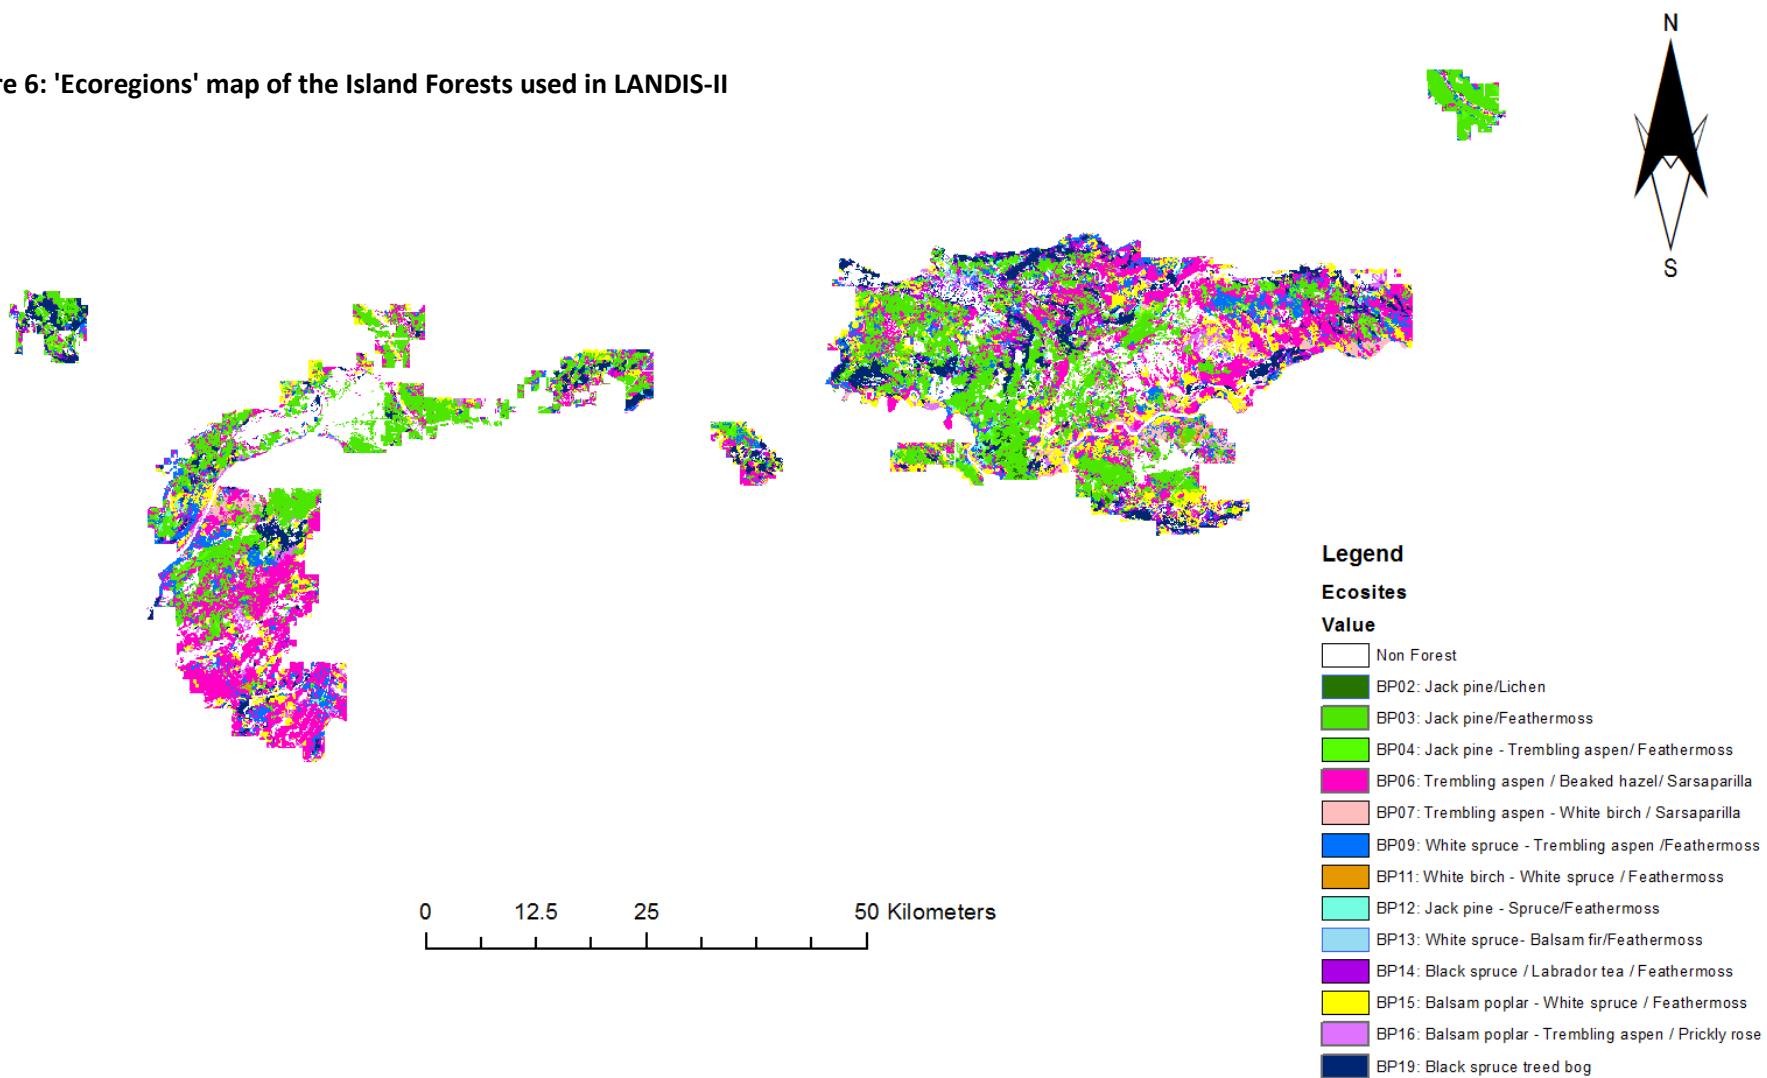 re 6: 'Ecoregions' map of the Island Forests used in LANDIS-II
N
S
Legend
Ecosites
Value
Non Forest
BP02: Jack pine/Lichen
BP03: Jack pine/Feathermoss
BP04: Jack pine - Trembling aspen/ Feathermoss
BP06: Trembling aspen / Beaked hazel/ Sarsaparilla
BP07: Trembling aspen - White birch / Sarsaparilla
BP09: White spruce - Trembling aspen /Feathermoss
BP11: White birch - White spruce / Feathermoss
BP12: Jack pine - Spruce/Feathermoss
BP13: White spruce- Balsam fir/Feathermoss
BP14: Black spruce / Labrador tea / Feathermoss
BP15: Balsam poplar - White spruce / Feathermoss
BP16: Balsam poplar - Trembling aspen / Prickly rose
BP19: Black spruce treed bog
0 12.5 25 50 Kilometers